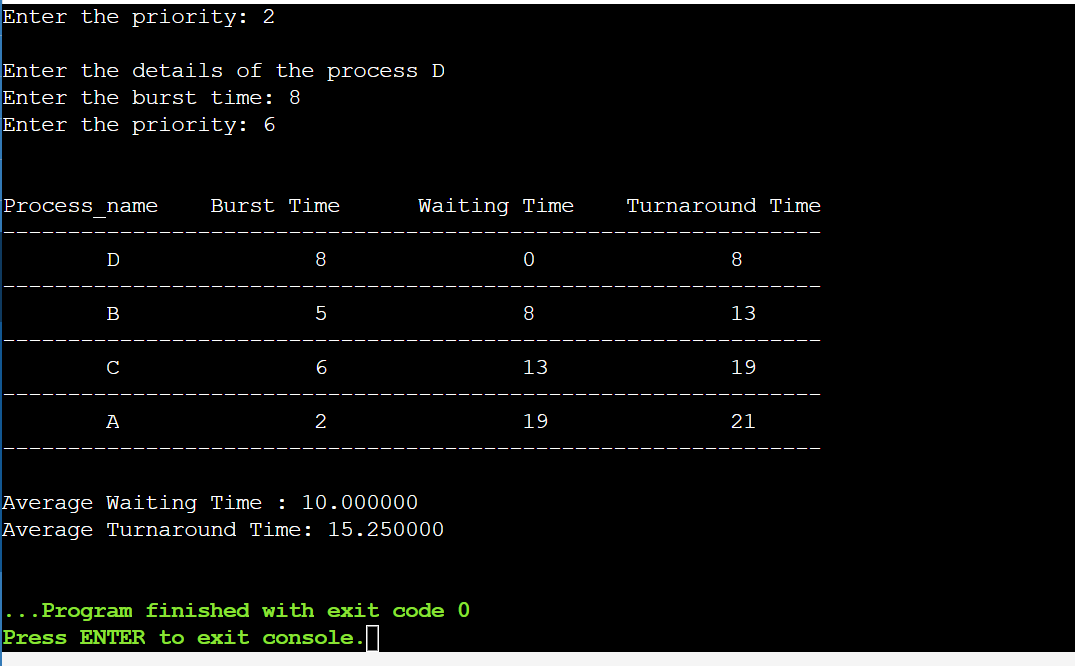 Enter the priority: 2
Enter the details of the process D
Enter the burst time: 8
Enter the priority: 6
Process_name    Burst Time      Waiting Time    Turnaround Time
---------------------------------------------------------------
        D               8               0               8
---------------------------------------------------------------
        B               5               8               13
---------------------------------------------------------------
        C               6               13              19
---------------------------------------------------------------
        A               2               19              21
---------------------------------------------------------------
Average Waiting Time : 10.000000
Average Turnaround Time: 15.250000
...Program finished with exit code 0
Press ENTER to exit console.